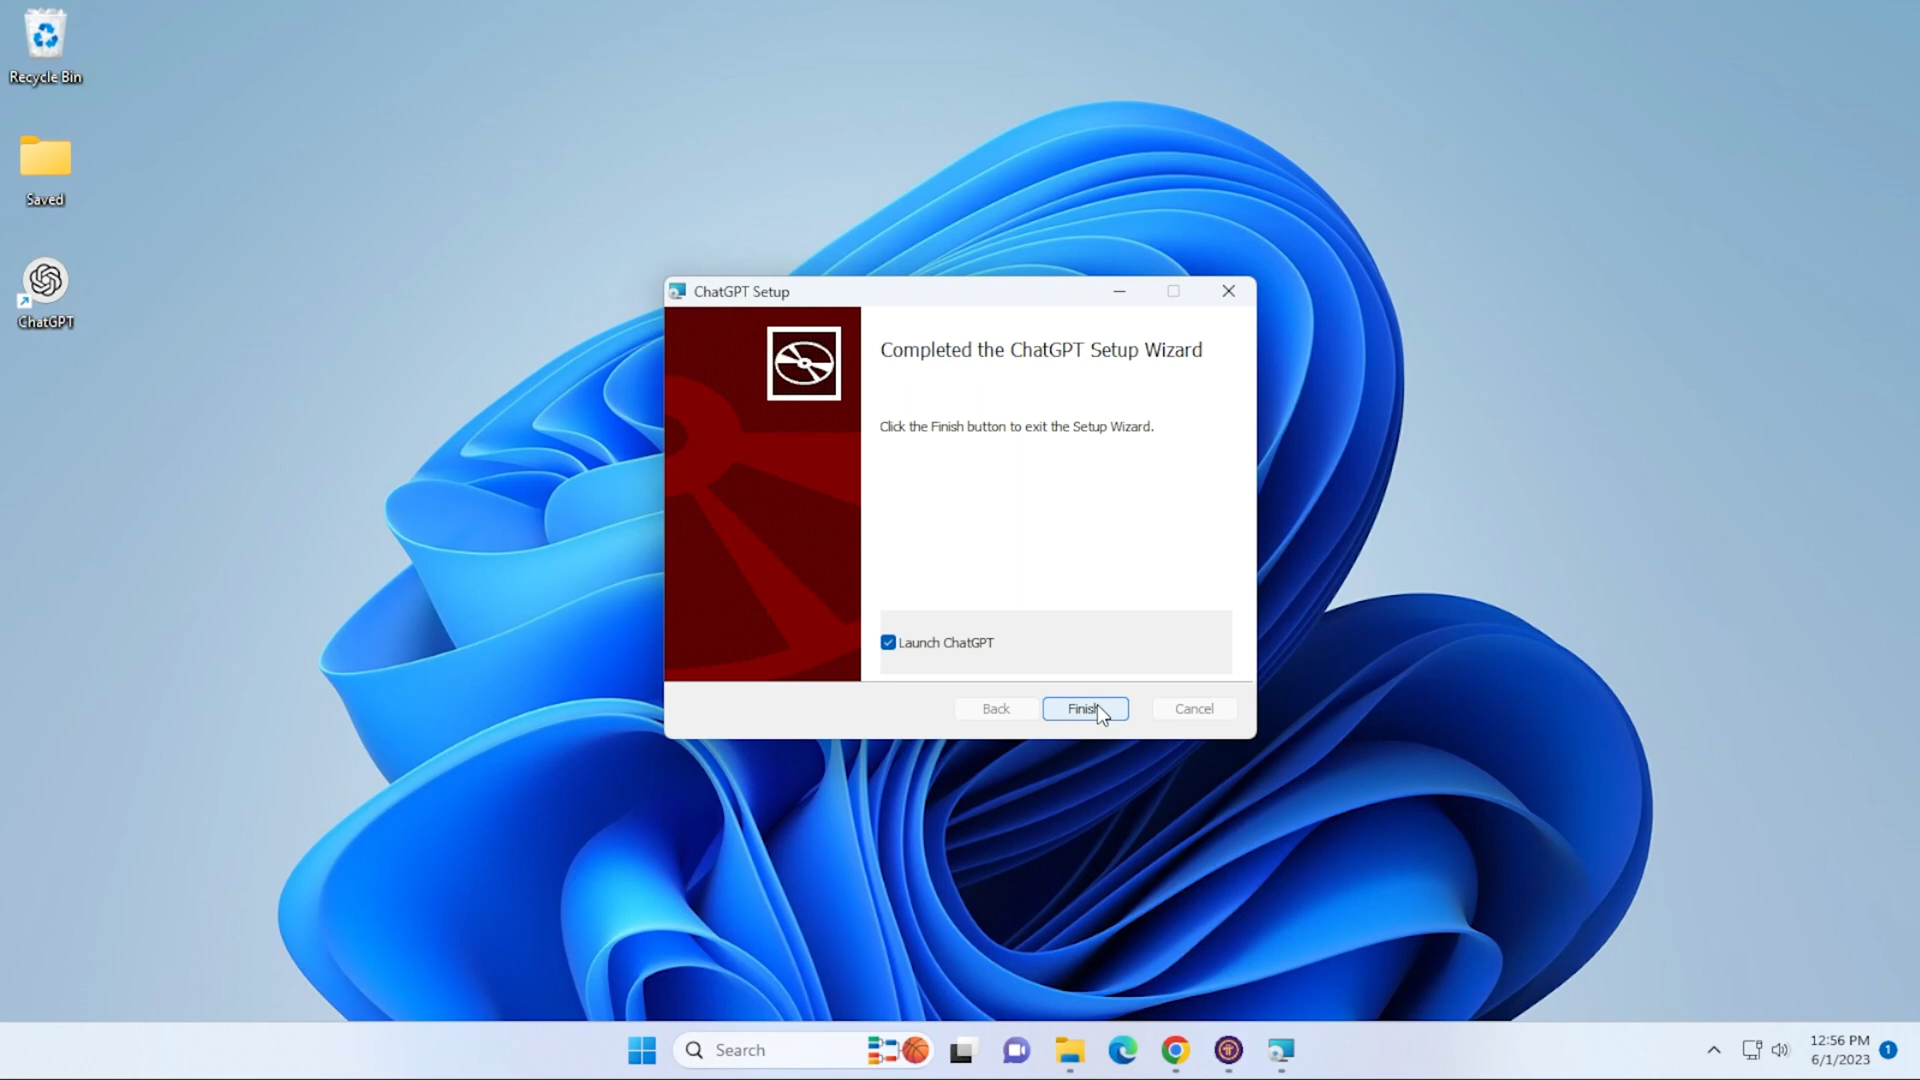 Recycle Bin
Saved
ChatGPT
ChatGPT Setup
Completed the ChatGPT Setup Wizard
Click the Finish button to exit the Setup Wizard.
Launch ChatGPT
Back
Finish
Cancel
Search
12:56 PM
6/1/2023
1